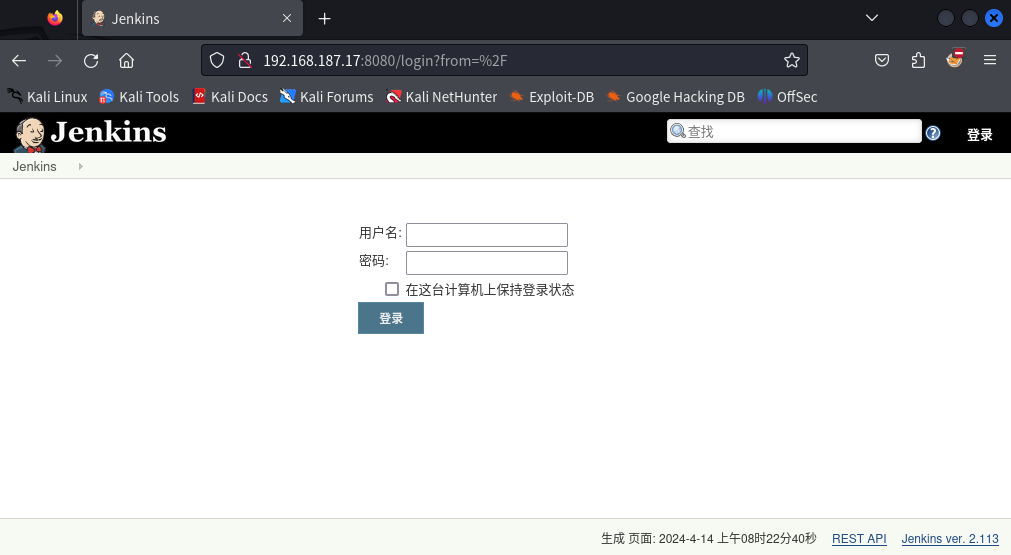 Jenkins
192.168.187.17:8080/login?from=%2F
Kali Linux Kali Tools Kali Docs Kali Forums Kali NetHunter Exploit-DB Google Hacking DB OffSec
Jenkins 查找 登录
Jenkins
用户名:
密码:
在这台计算机上保持登录状态
登录
生成 页面: 2024-4-14 上午08时22分40秒 REST API Jenkins ver. 2.113